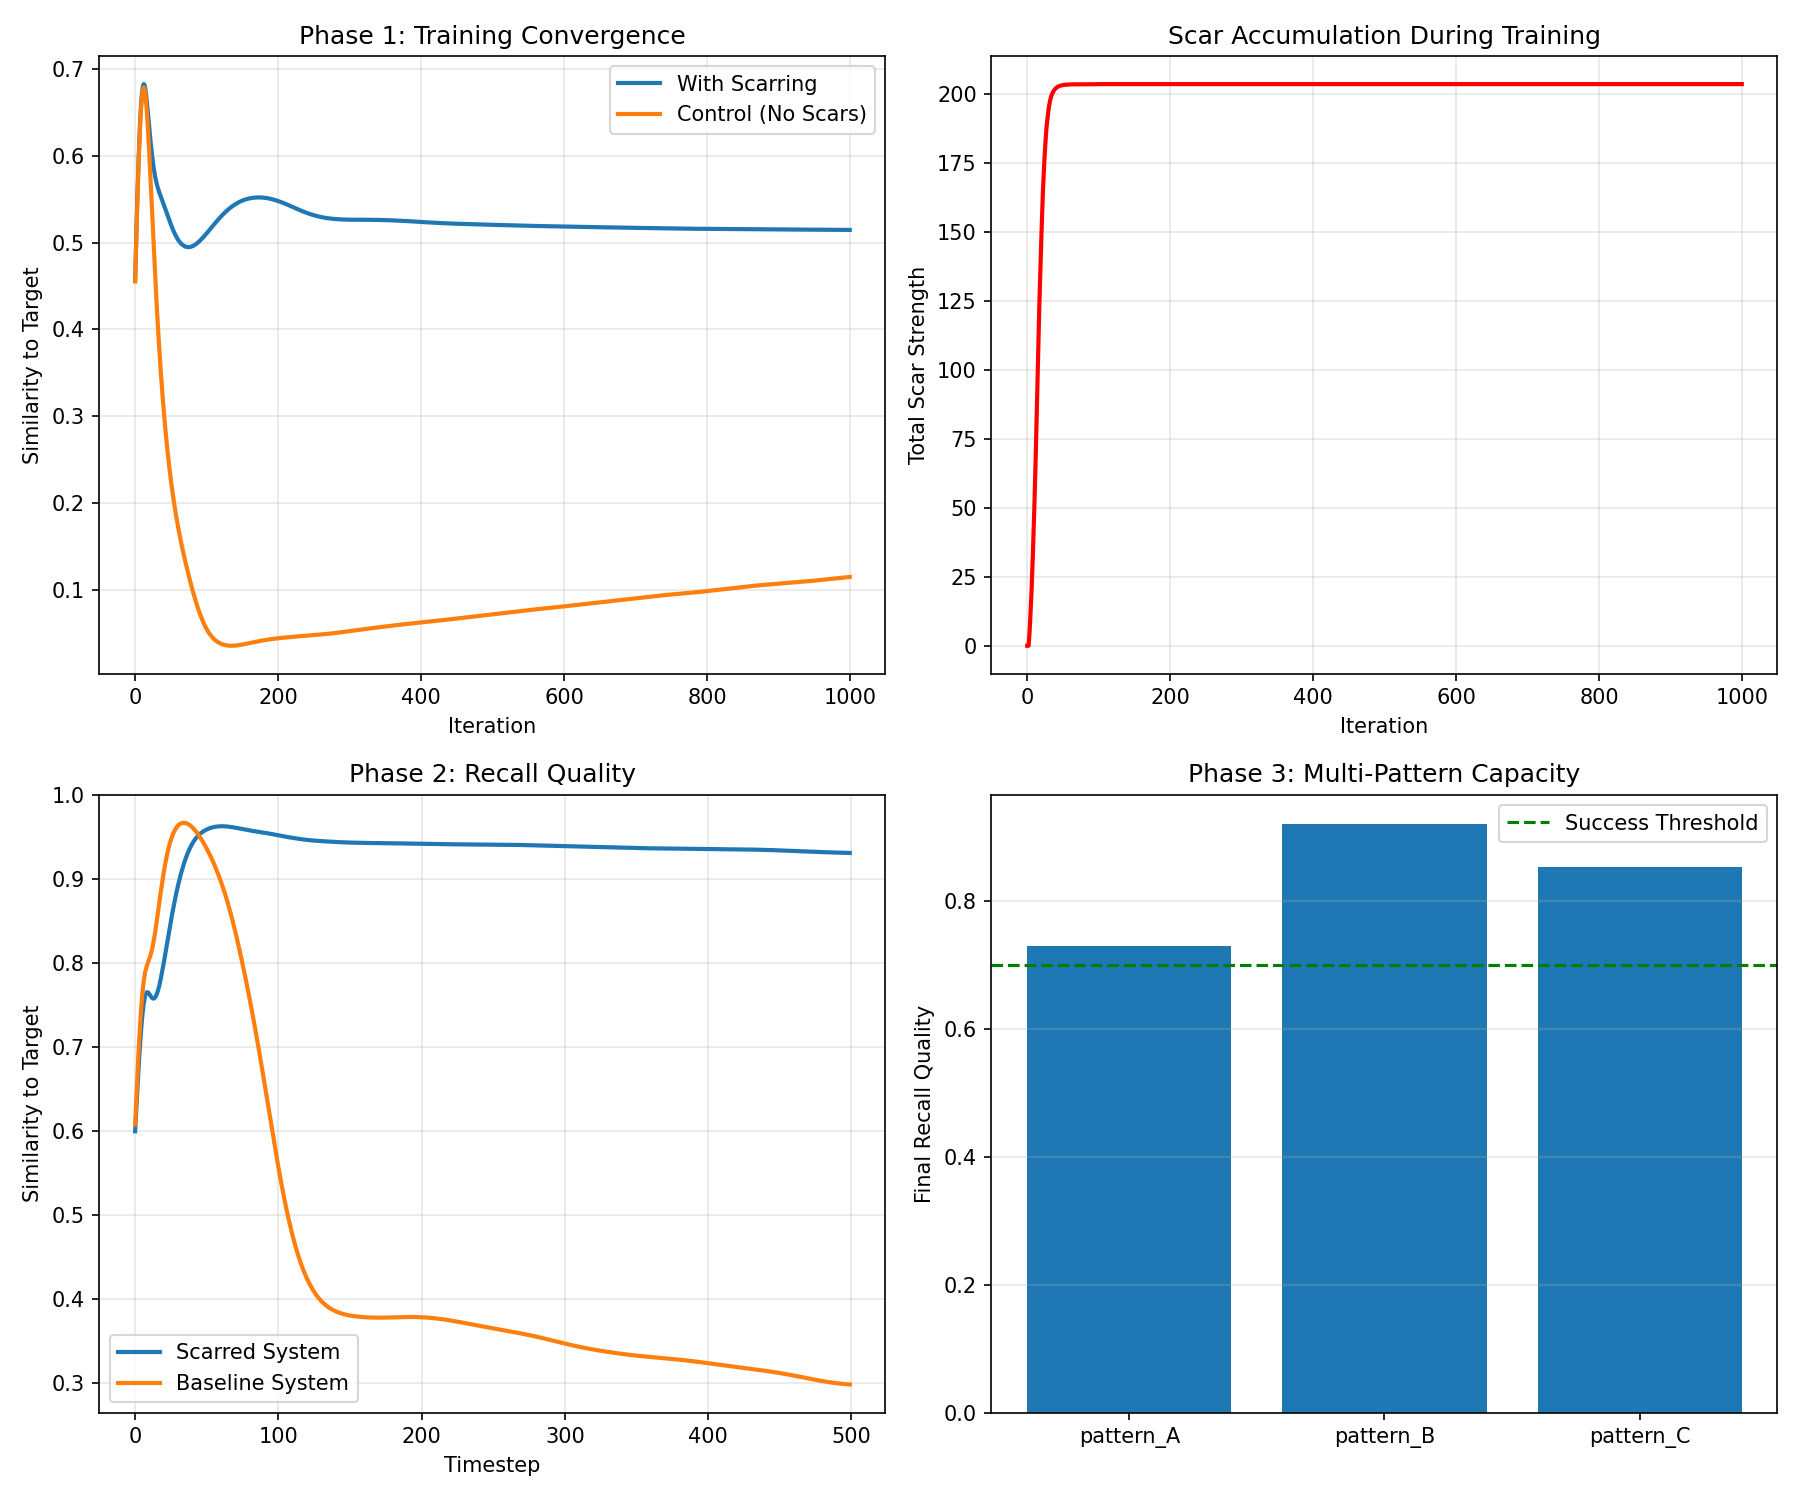 Phase 1: Training Convergence
0.7
0.6
0.5
0.4
0.3
0.2
0.1
Similarity to Target
With Scarring
Control (No Scars)
0 200 400 600 800 1000
Iteration
Scar Accumulation During Training
200
175
150
125
100
75
50
25
0
Total Scar Strength
0 200 400 600 800 1000
Iteration
Phase 2: Recall Quality
1.0
0.9
0.8
0.7
0.6
0.5
0.4
0.3
Similarity to Target
Scarred System
Baseline System
0 100 200 300 400 500
Timestep
Phase 3: Multi-Pattern Capacity
Success Threshold
0.8
0.6
0.4
0.2
0.0
Final Recall Quality
pattern_A pattern_B pattern_C